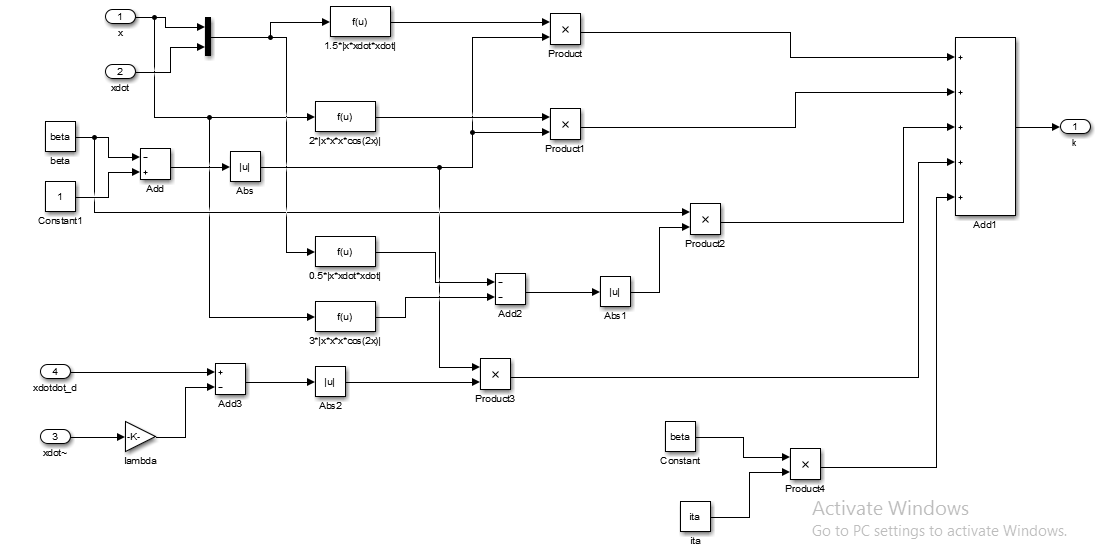 1
x
f(u)
1.5*|x*xdot*xdot|
×
Product
+
2
xdot
f(u)
2*|x*x*x*cos(2x)|
×
Product1
+
beta
beta
−
+
Add
|u|
Abs
+
1
k
1
Constant1
+
×
Product2
+
Add1
f(u)
0.5*|x*xdot*xdot|
−
−
Add2
|u|
Abs1
f(u)
3*|x*x*x*cos(2x)|
4
xdotdot_d
+
−
Add3
|u|
Abs2
×
Product3
3
xdot~
-K-
lambda
beta
Constant
×
Product4
ita
ita
Activate Windows
Go to PC settings to activate Windows.